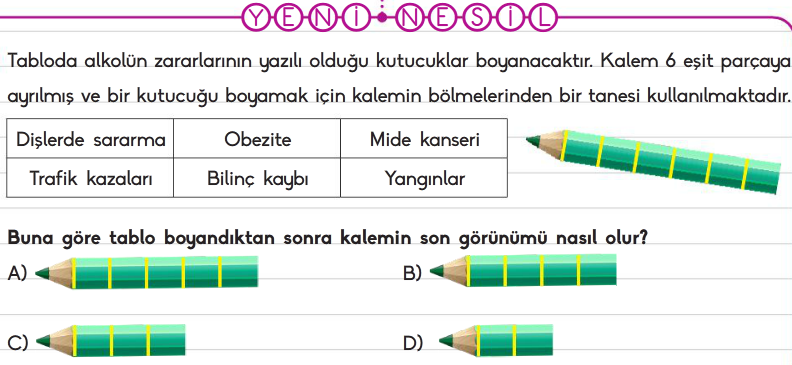 YENİ NESİL
Tabloda alkolün zararlarının yazılı olduğu kutucuklar boyanacaktır. Kalem 6 eşit parçaya
ayrılmış ve bir kutucuğu boyamak için kalemin bölmelerinden bir tanesi kullanılmaktadır.
Dişlerde sararma Obezite Mide kanseri
Trafik kazaları Bilinç kaybı Yangınlar
Buna göre tablo boyandıktan sonra kalemin son görünümü nasıl olur?
A) B)
C) D)